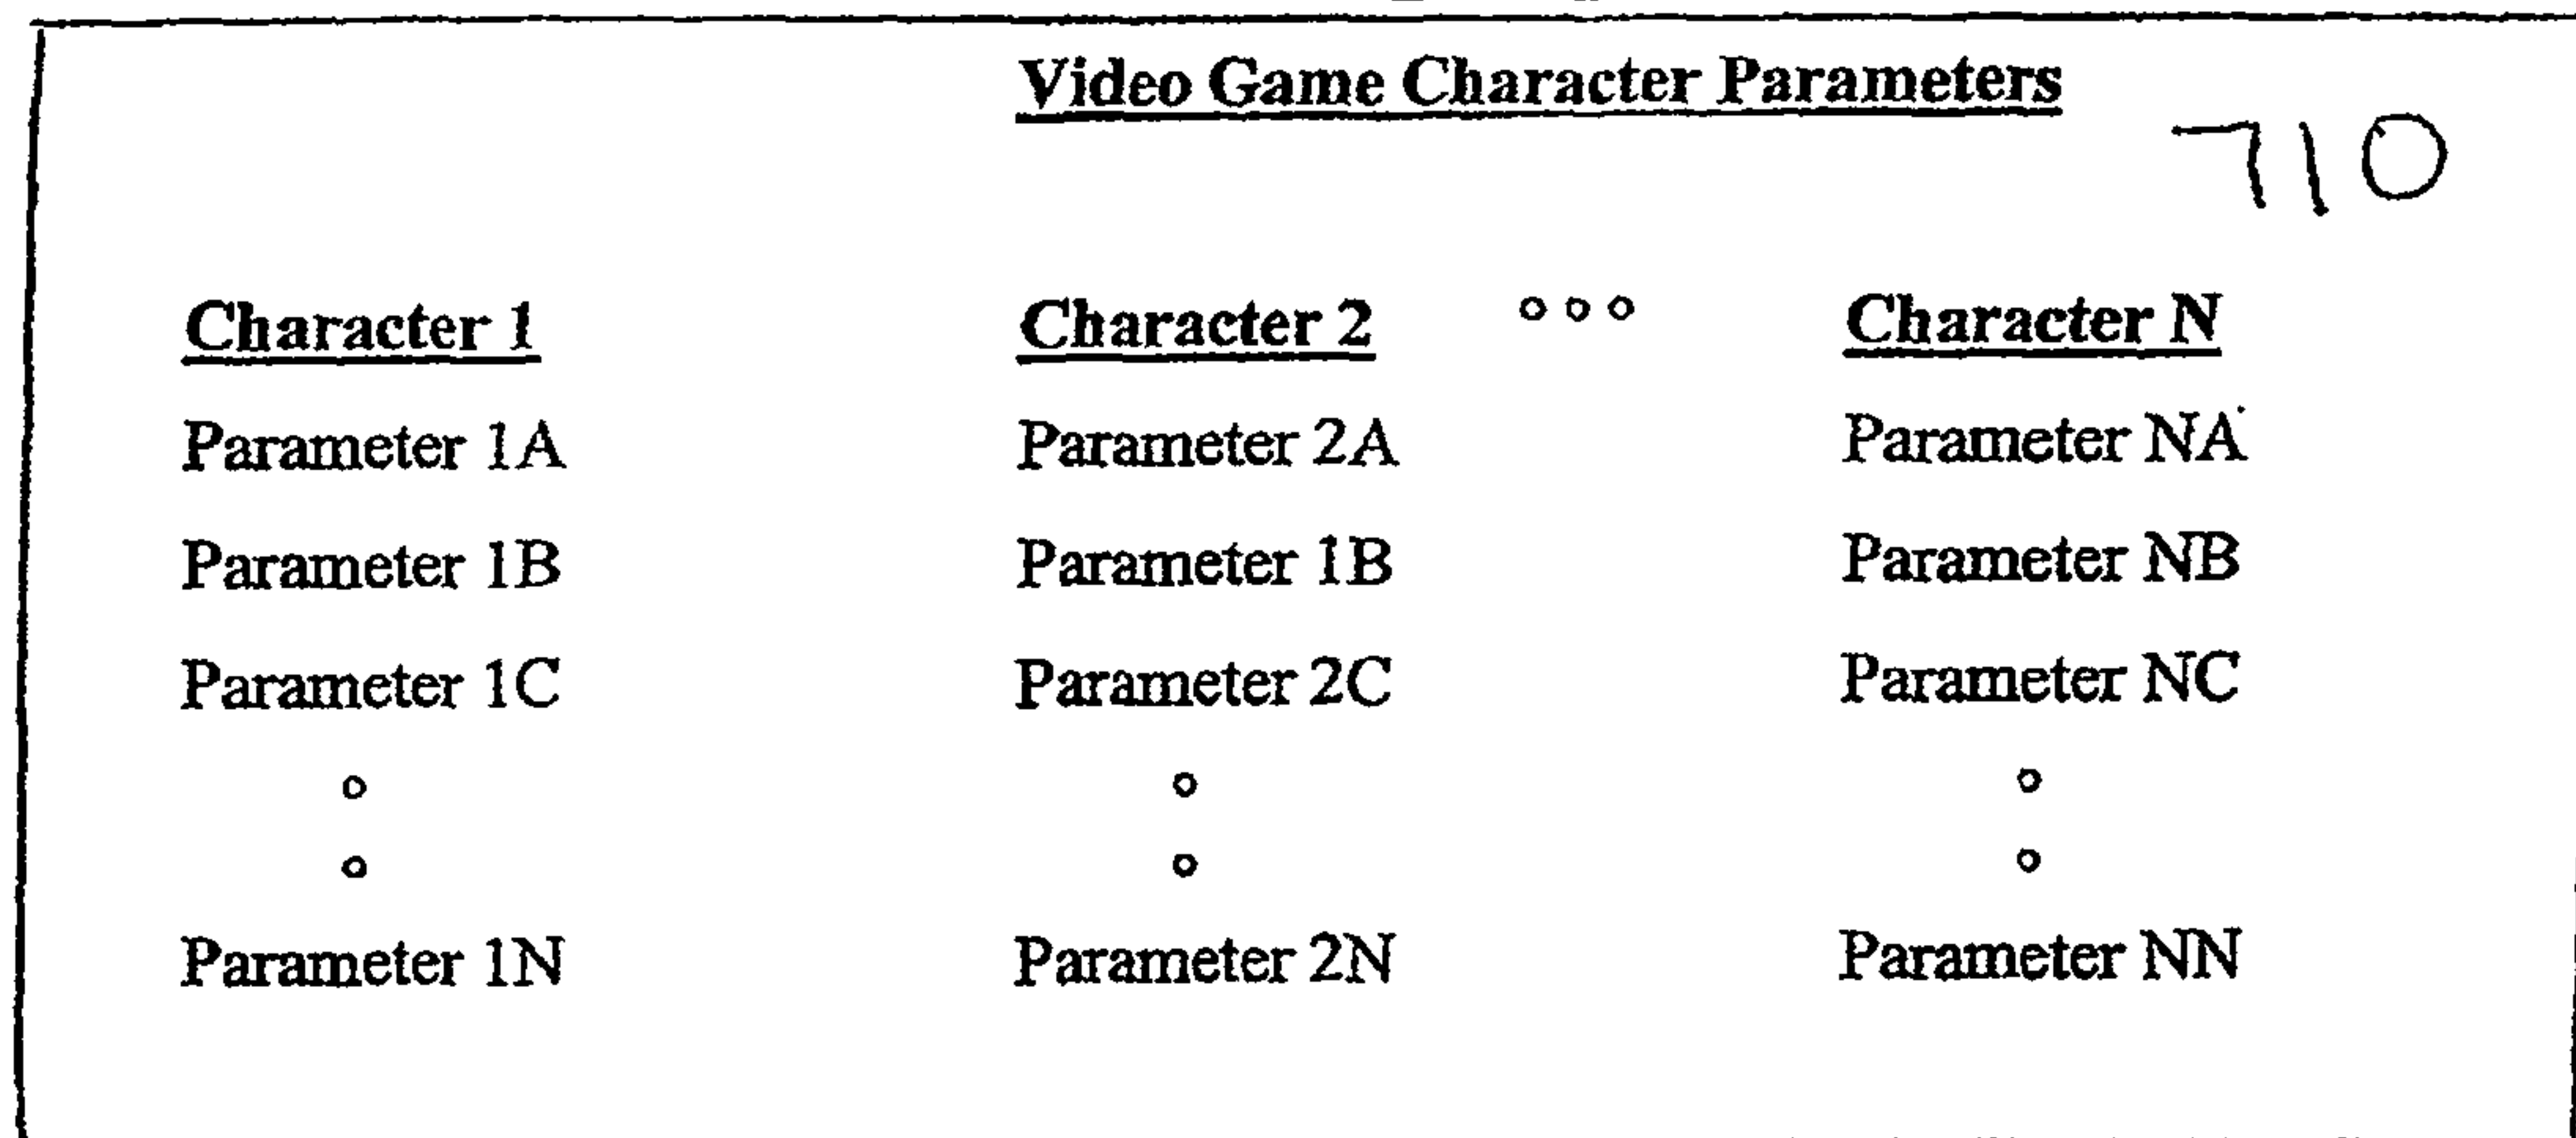 Video Game Character Parameters
710
Character 1 Character 2 ooo Character N
Parameter 1A Parameter 2A Parameter NA
Parameter 1B Parameter 1B Parameter NB
Parameter 1C Parameter 2C Parameter NC
Parameter 1N Parameter 2N Parameter NN